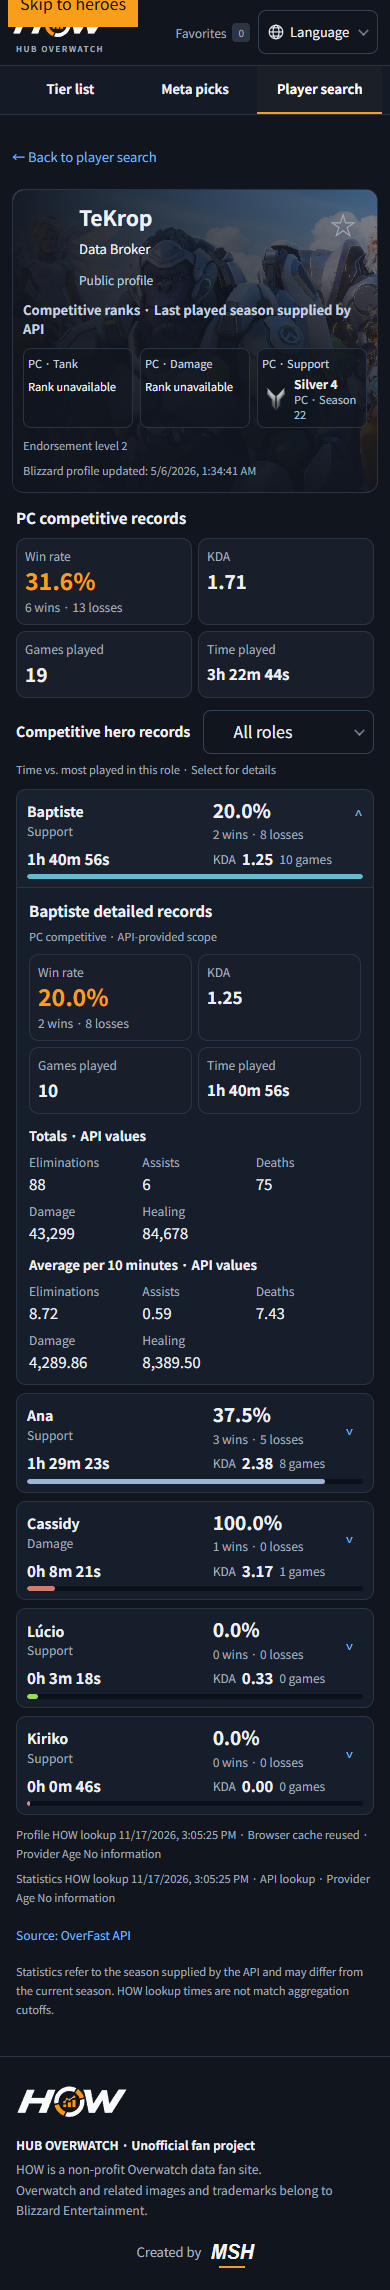 Skip to heroes
HOW
HUB OVERWATCH
Favorites 0
Language
Tier list
Meta picks
Player search
← Back to player search
TeKrop
Data Broker
Public profile
Competitive ranks · Last played season supplied by
API
PC · Tank
Rank unavailable
PC · Damage
Rank unavailable
PC · Support
Silver 4
PC · Season
22
Endorsement level 2
Blizzard profile updated: 5/6/2026, 1:34:41 AM
PC competitive records
Win rate
31.6%
6 wins · 13 losses
KDA
1.71
Games played
19
Time played
3h 22m 44s
Competitive hero records
All roles
Time vs. most played in this role · Select for details
Baptiste
Support
1h 40m 56s
20.0%
2 wins · 8 losses
KDA 1.25 10 games
Baptiste detailed records
PC competitive · API-provided scope
Win rate
20.0%
2 wins · 8 losses
KDA
1.25
Games played
10
Time played
1h 40m 56s
Totals · API values
Eliminations
88
Assists
6
Deaths
75
Damage
43,299
Healing
84,678
Average per 10 minutes · API values
Eliminations
8.72
Assists
0.59
Deaths
7.43
Damage
4,289.86
Healing
8,389.50
Ana
Support
1h 29m 23s
37.5%
3 wins · 5 losses
KDA 2.38 8 games
Cassidy
Damage
0h 8m 21s
100.0%
1 wins · 0 losses
KDA 3.17 1 games
Lúcio
Support
0h 3m 18s
0.0%
0 wins · 0 losses
KDA 0.33 0 games
Kiriko
Support
0h 0m 46s
0.0%
0 wins · 0 losses
KDA 0.00 0 games
Profile HOW lookup 11/17/2026, 3:05:25 PM · Browser cache reused ·
Provider Age No information
Statistics HOW lookup 11/17/2026, 3:05:25 PM · API lookup · Provider
Age No information
Source: OverFast API
Statistics refer to the season supplied by the API and may differ from
the current season. HOW lookup times are not match aggregation
cutoffs.
HOW
HUB OVERWATCH · Unofficial fan project
HOW is a non-profit Overwatch data fan site.
Overwatch and related images and trademarks belong to
Blizzard Entertainment.
Created by MSH